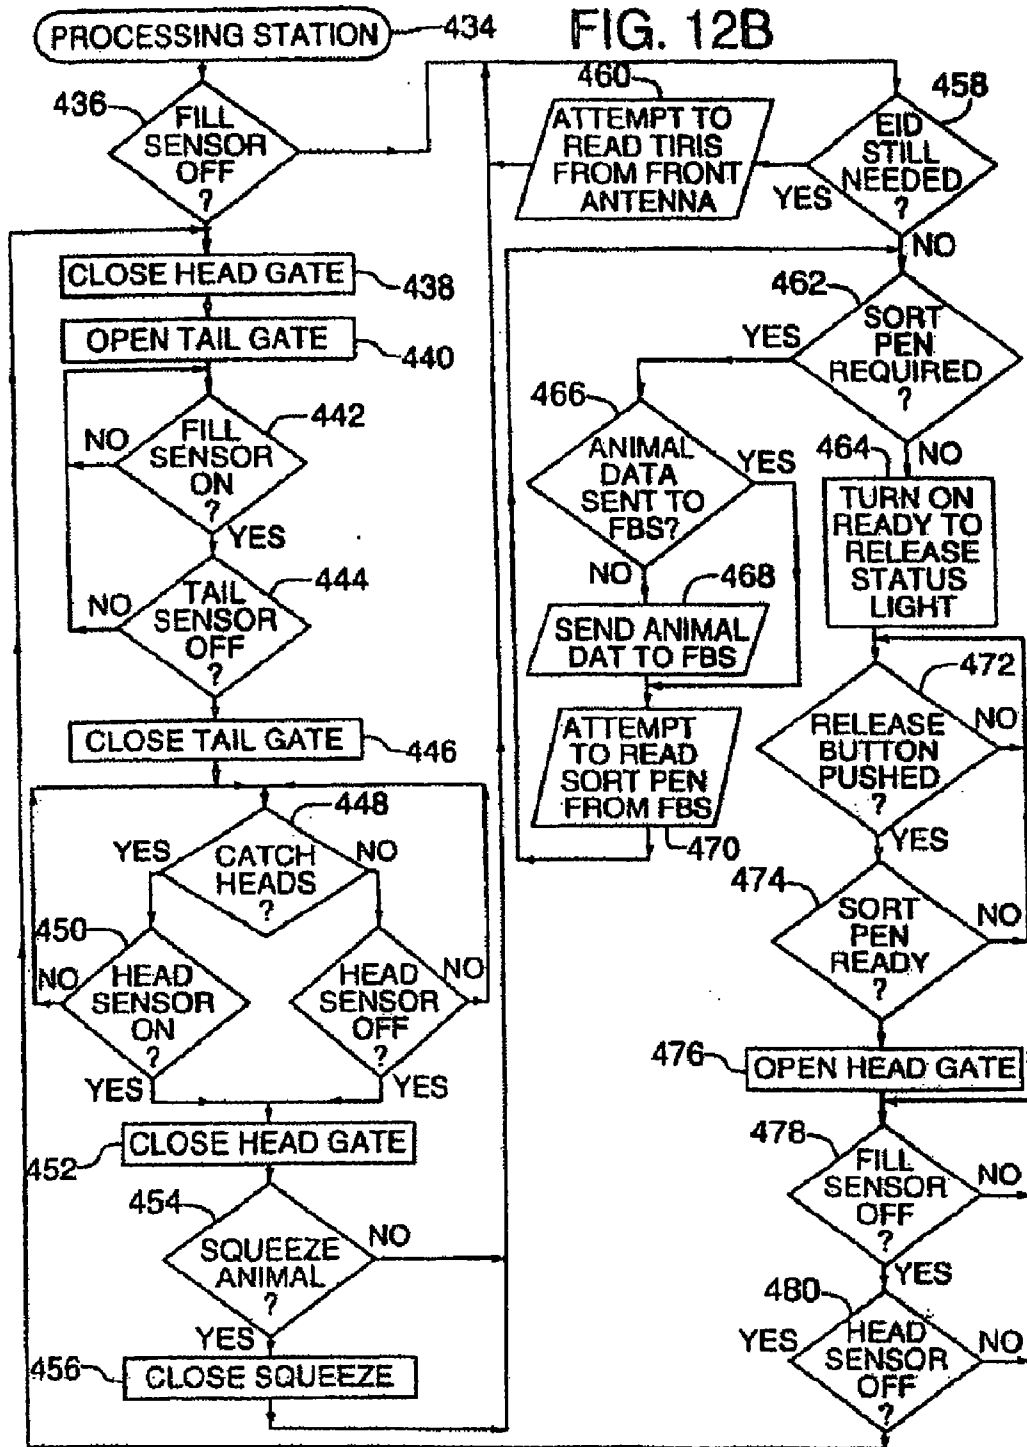 FIG. 12B
PROCESSING STATION
434
436
FILL
SENSOR
OFF
?
CLOSE HEAD GATE
438
OPEN TAIL GATE
440
442
FILL
SENSOR
ON
?
NO
YES
444
TAIL
SENSOR
OFF
?
NO
CLOSE TAIL GATE
446
448
CATCH
HEADS
?
YES
NO
450
HEAD
SENSOR
ON
?
NO
YES
HEAD
SENSOR
OFF
?
NO
YES
CLOSE HEAD GATE
452
454
SQUEEZE
ANIMAL
?
NO
YES
456
CLOSE SQUEEZE
458
EID
STILL
NEEDED
?
YES
NO
460
ATTEMPT TO
READ TIRIS
FROM FRONT
ANTENNA
462
SORT
PEN
REQUIRED
?
YES
NO
464
TURN ON
READY TO
RELEASE
STATUS
LIGHT
466
ANIMAL
DATA
SENT TO
FBS?
YES
NO
468
SEND ANIMAL
DAT TO FBS
ATTEMPT
TO READ
SORT PEN
FROM FBS
470
472
RELEASE
BUTTON
PUSHED
?
NO
YES
474
SORT
PEN
READY
?
NO
476
OPEN HEAD GATE
478
FILL
SENSOR
OFF
?
NO
YES
480
HEAD
SENSOR
OFF
?
YES
NO